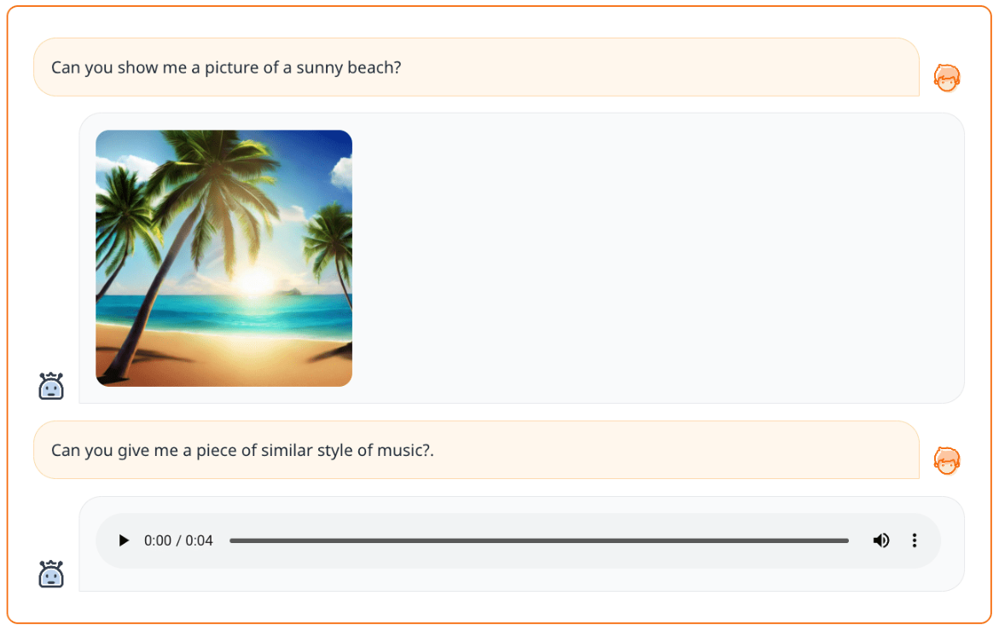 Can you show me a picture of a sunny beach?
Can you give me a piece of similar style of music?.
0:00 / 0:04